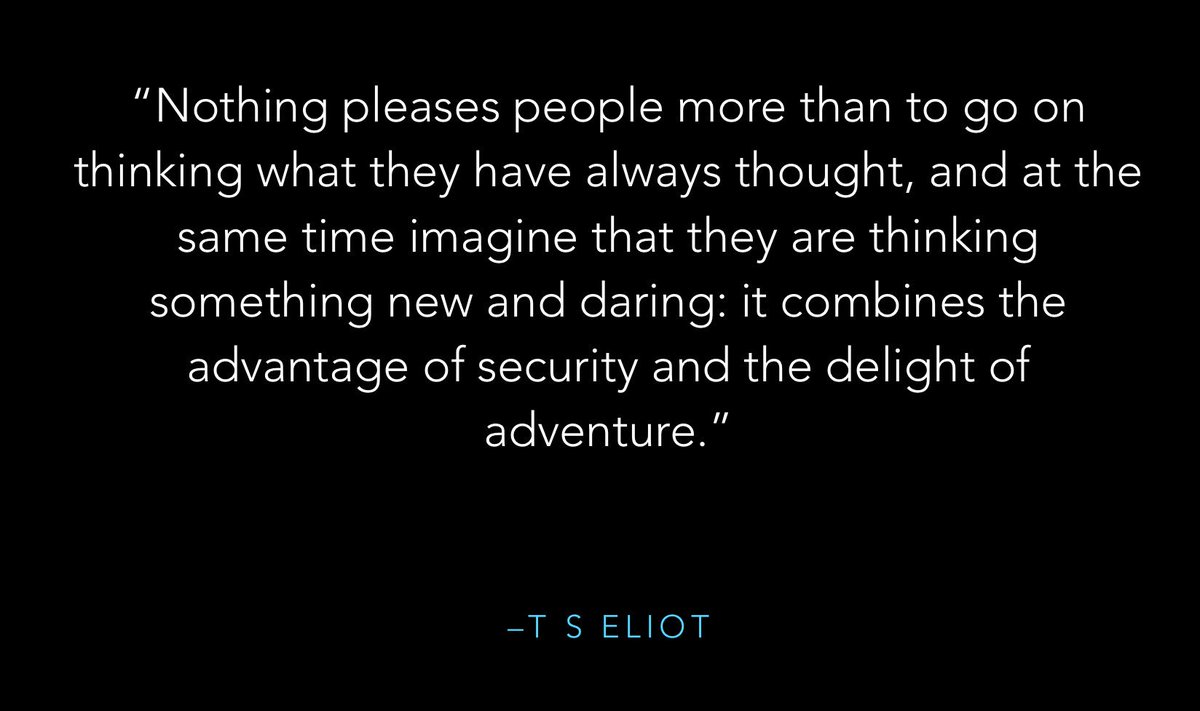 “Nothing pleases people more than to go on
thinking what they have always thought, and at the
same time imagine that they are thinking
something new and daring: it combines the
advantage of security and the delight of
adventure.”
–T S ELIOT